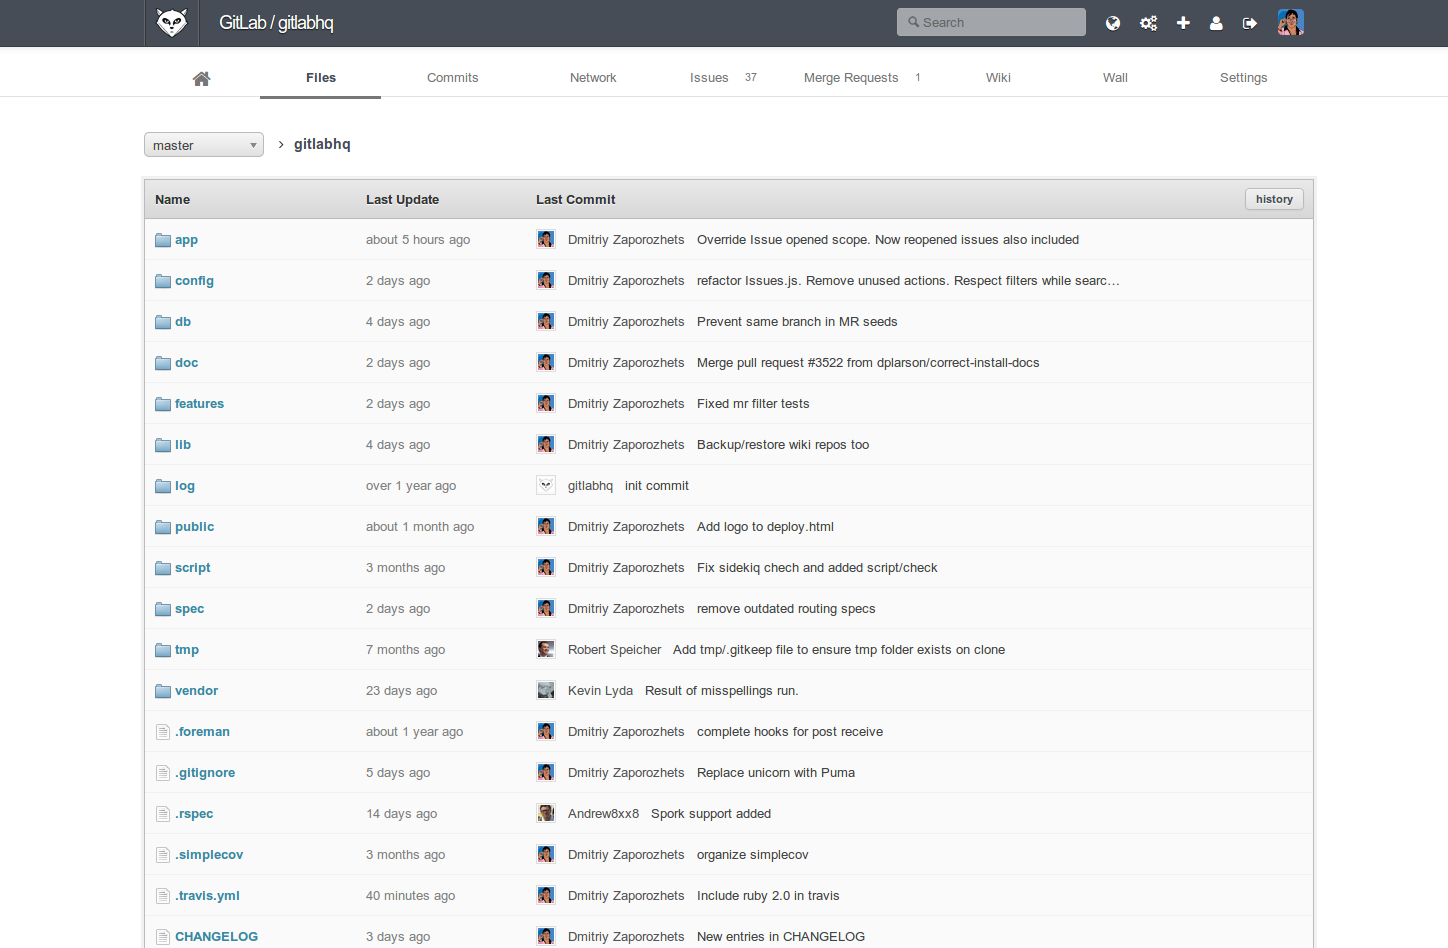 GitLab / gitlabhq Search
Files Commits Network Issues 37 Merge Requests 1 Wiki Wall Settings
master > gitlabhq
Name Last Update Last Commit history
app about 5 hours ago Dmitriy Zaporozhets Override Issue opened scope. Now reopened issues also included
config 2 days ago Dmitriy Zaporozhets refactor Issues.js. Remove unused actions. Respect filters while searc…
db 4 days ago Dmitriy Zaporozhets Prevent same branch in MR seeds
doc 2 days ago Dmitriy Zaporozhets Merge pull request #3522 from dplarson/correct-install-docs
features 2 days ago Dmitriy Zaporozhets Fixed mr filter tests
lib 4 days ago Dmitriy Zaporozhets Backup/restore wiki repos too
log over 1 year ago gitlabhq init commit
public about 1 month ago Dmitriy Zaporozhets Add logo to deploy.html
script 3 months ago Dmitriy Zaporozhets Fix sidekiq chech and added script/check
spec 2 days ago Dmitriy Zaporozhets remove outdated routing specs
tmp 7 months ago Robert Speicher Add tmp/.gitkeep file to ensure tmp folder exists on clone
vendor 23 days ago Kevin Lyda Result of misspellings run.
.foreman about 1 year ago Dmitriy Zaporozhets complete hooks for post receive
.gitignore 5 days ago Dmitriy Zaporozhets Replace unicorn with Puma
.rspec 14 days ago Andrew8xx8 Spork support added
.simplecov 3 months ago Dmitriy Zaporozhets organize simplecov
.travis.yml 40 minutes ago Dmitriy Zaporozhets Include ruby 2.0 in travis
CHANGELOG 3 days ago Dmitriy Zaporozhets New entries in CHANGELOG